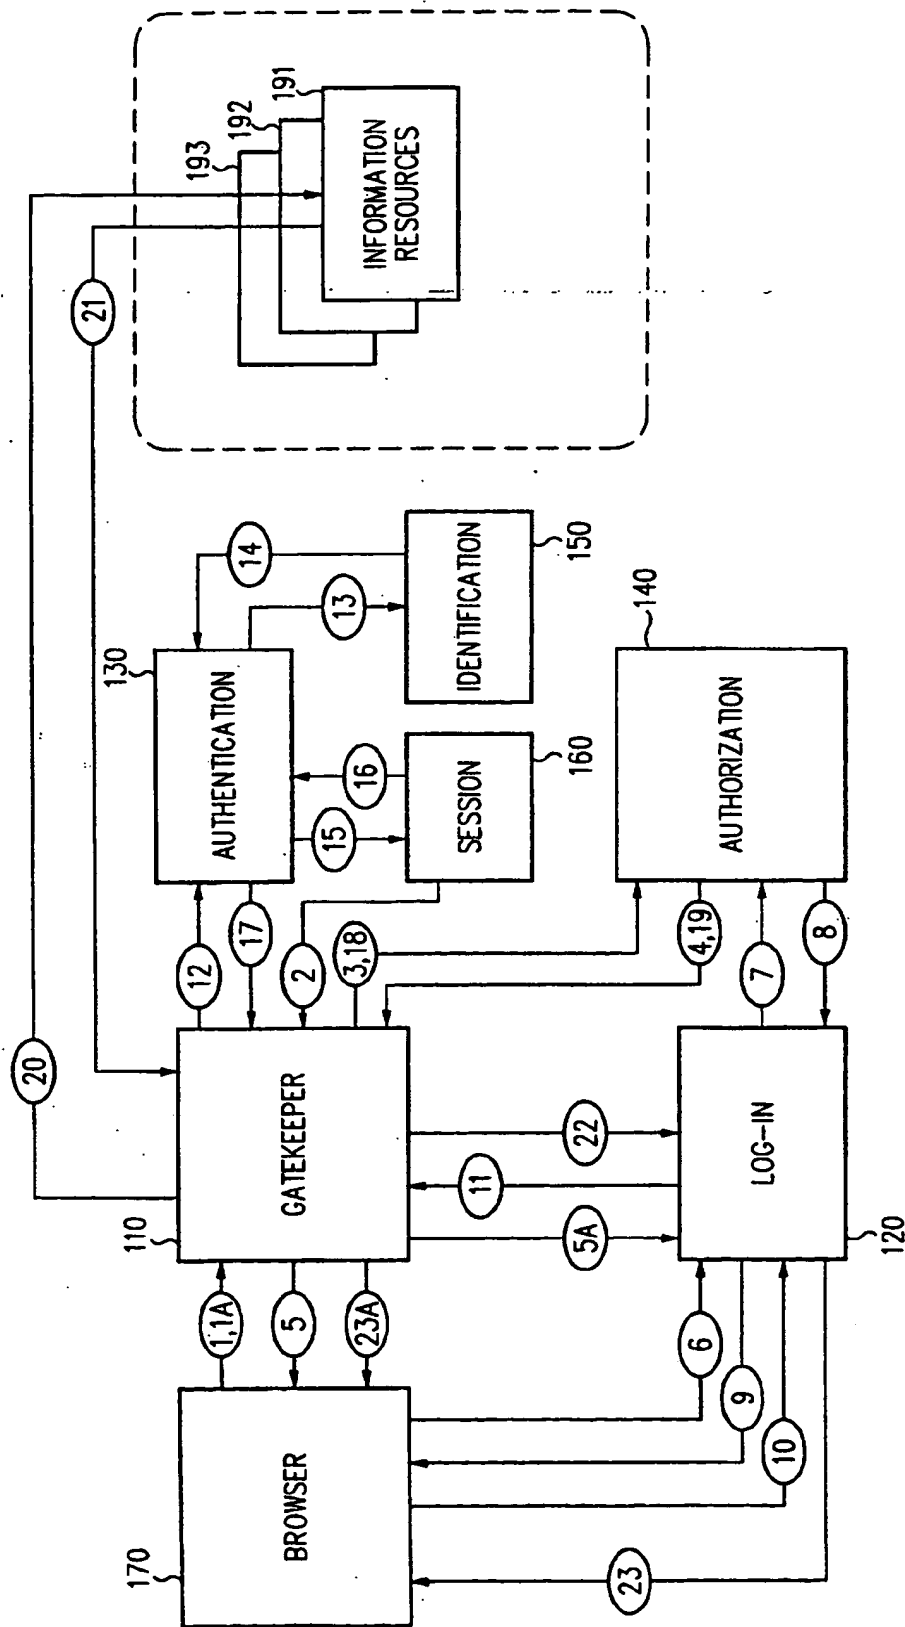 193
192
191
INFORMATION
RESOURCES
21
20
14
13
130
AUTHENTICATION
IDENTIFICATION
150
16
15
SESSION
160
140
AUTHORIZATION
12
17
2
3,18
4,19
7
8
110
GATEKEEPER
22
11
5A
LOG-IN
120
1,1A
5
23A
6
9
10
170
BROWSER
23